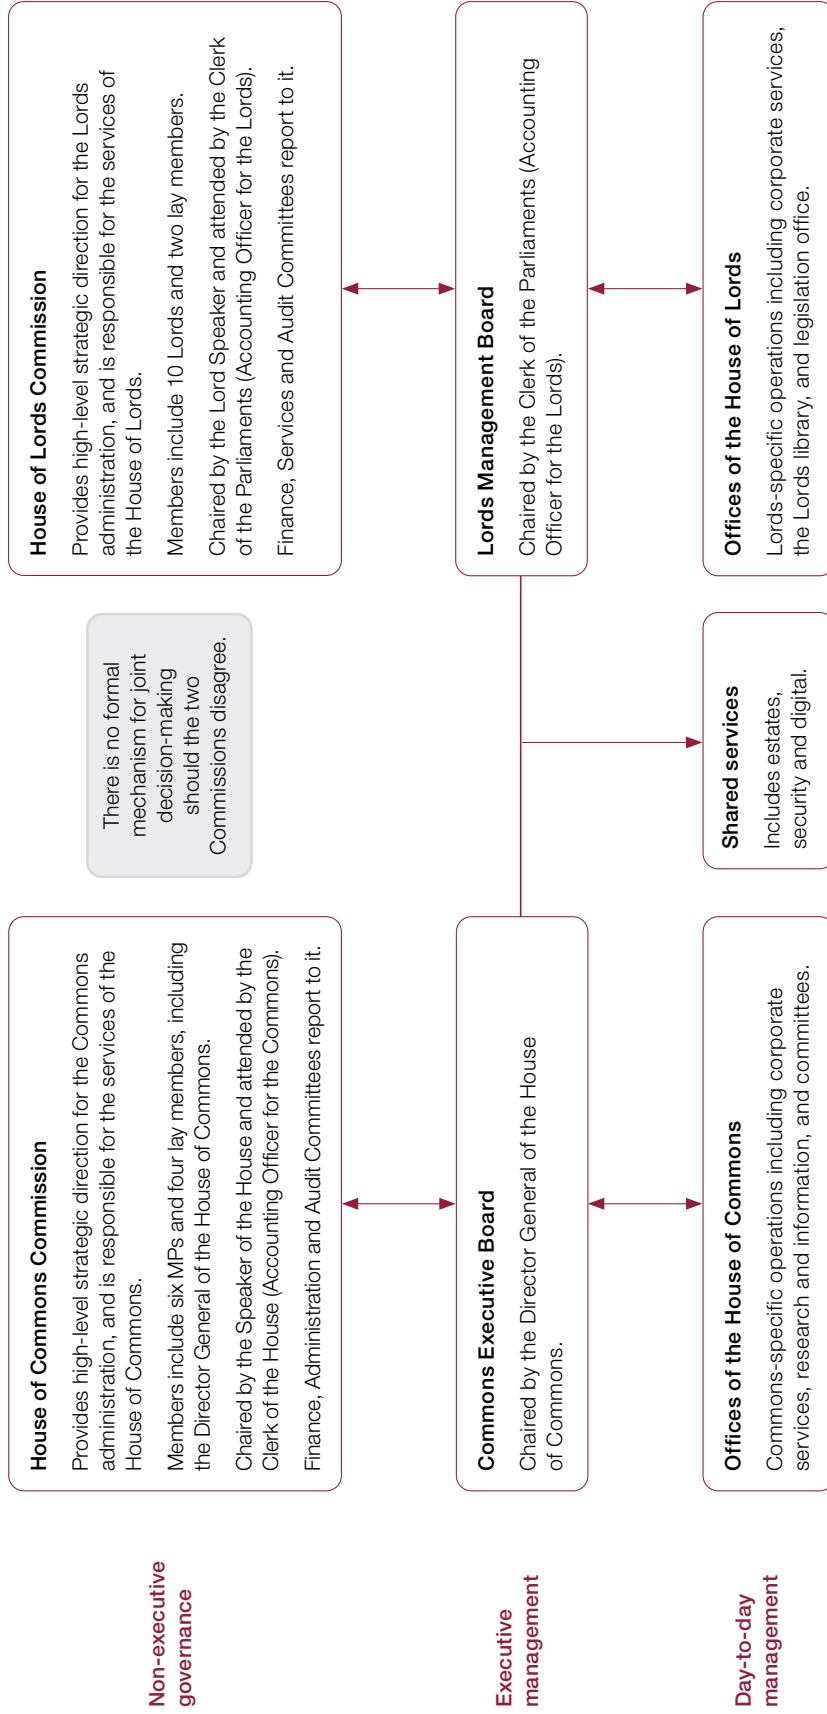 Non-executive
governance
House of Commons Commission
Provides high-level strategic direction for the Commons
administration, and is responsible for the services of the
House of Commons.
Members include six MPs and four lay members, including
the Director General of the House of Commons.
Chaired by the Speaker of the House and attended by the
Clerk of the House (Accounting Officer for the Commons).
Finance, Administration and Audit Committees report to it.
There is no formal
mechanism for joint
decision-making
should the two
Commissions disagree.
House of Lords Commission
Provides high-level strategic direction for the Lords
administration, and is responsible for the services of
the House of Lords.
Members include 10 Lords and two lay members.
Chaired by the Lord Speaker and attended by the Clerk
of the Parliaments (Accounting Officer for the Lords).
Finance, Services and Audit Committees report to it.
Executive
management
Commons Executive Board
Chaired by the Director General of the House
of Commons.
Lords Management Board
Chaired by the Clerk of the Parliaments (Accounting
Officer for the Lords).
Day-to-day
management
Offices of the House of Commons
Commons-specific operations including corporate
services, research and information, and committees.
Shared services
Includes estates,
security and digital.
Offices of the House of Lords
Lords-specific operations including corporate services,
the Lords library, and legislation office.